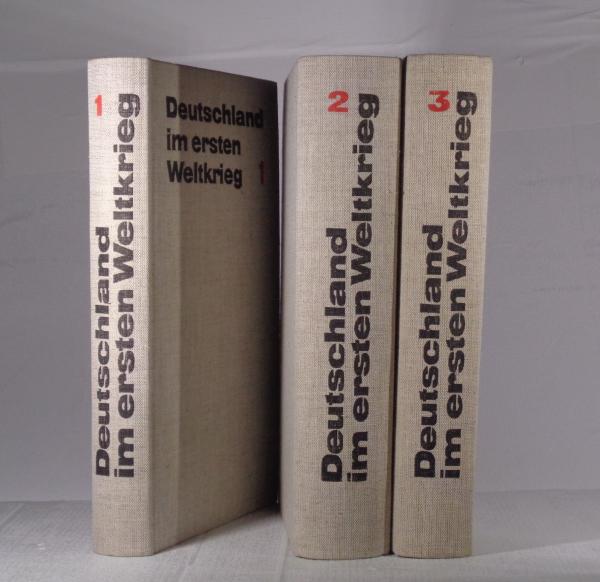 1
Deutschland
im ersten Weltkrieg
Deutschland
im ersten
Weltkrieg 1
2
Deutschland
im ersten Weltkrieg
3
Deutschland
im ersten Weltkrieg